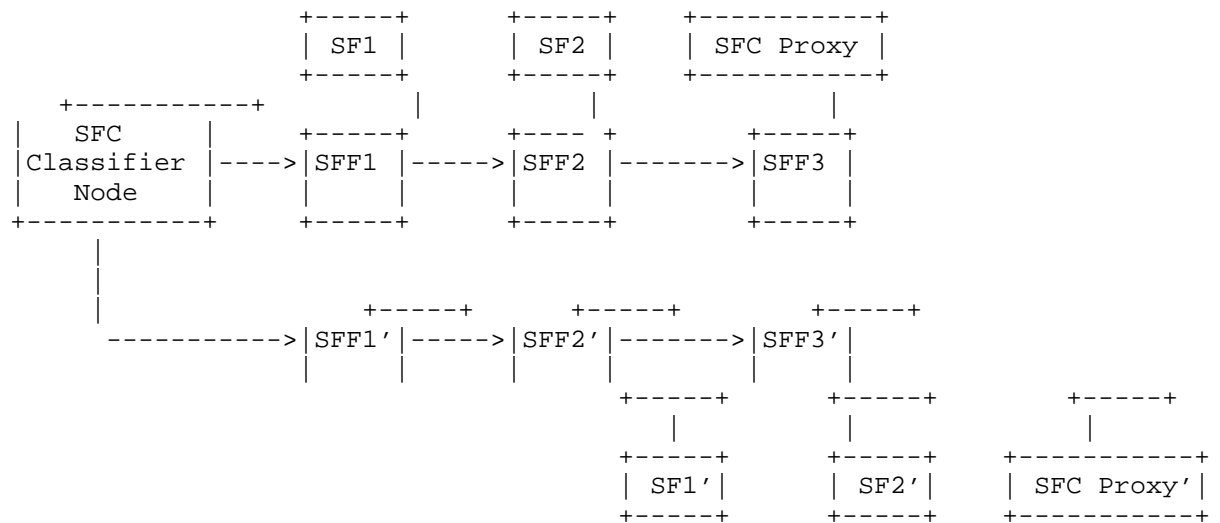 SF1 SF2 SFC Proxy
SFC
Classifier SFF1 SFF2 SFF3
Node
SFF1′ SFF2′ SFF3′
SF1′ SF2′ SFC Proxy′